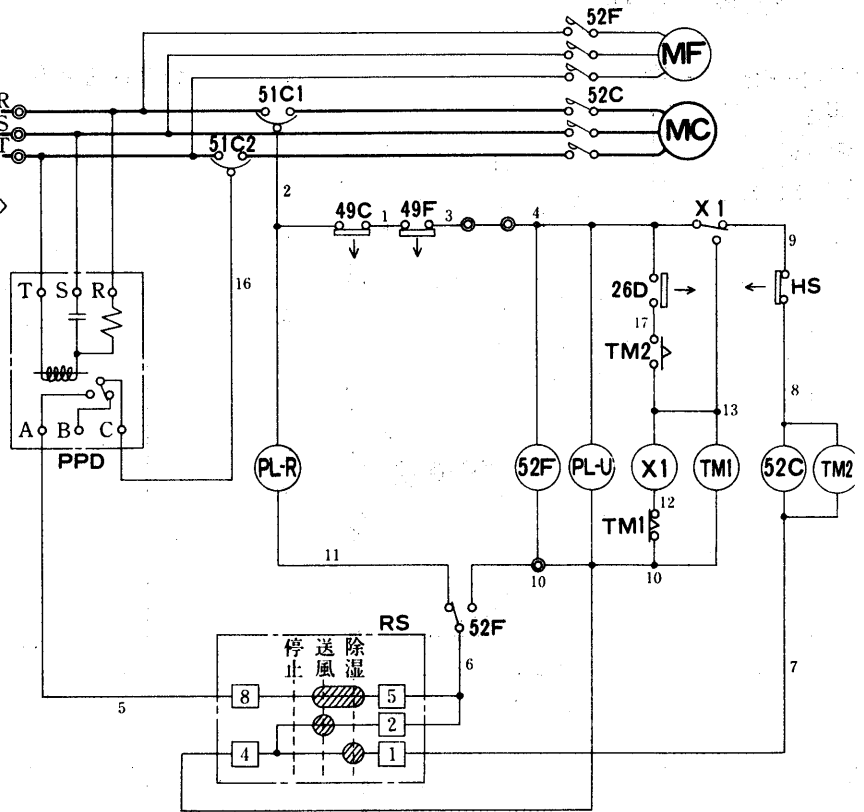 52F
MF
R
51C1
52C
S
MC
T
51C2
2
49C
1
49F
3
4
X1
9
16
26D
HS
T
S
R
17
TM2
8
13
A
B
C
PPD
PL-R
52F
PL-U
X1
TM1
52C
TM2
12
TM1
11
10
10
52F
RS
停止
送風
除湿
6
7
5
8
5
2
4
1